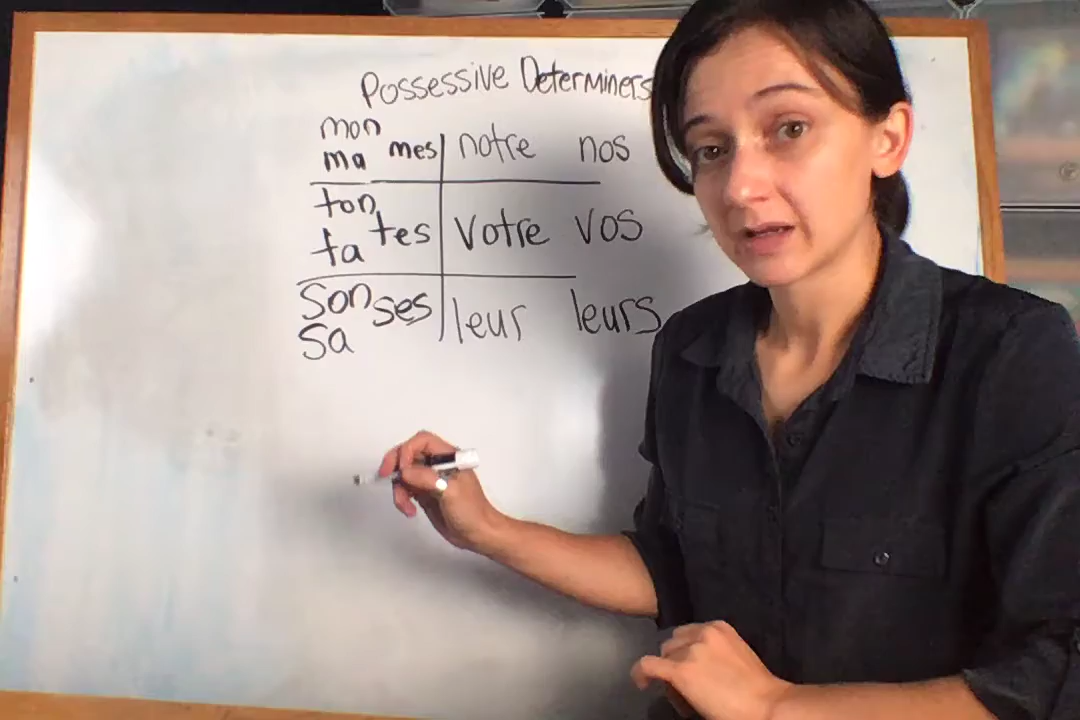 Possessive Determiners
mon
ma mes notre nos
ton
ta tes votre vos
son
sa ses leur leurs